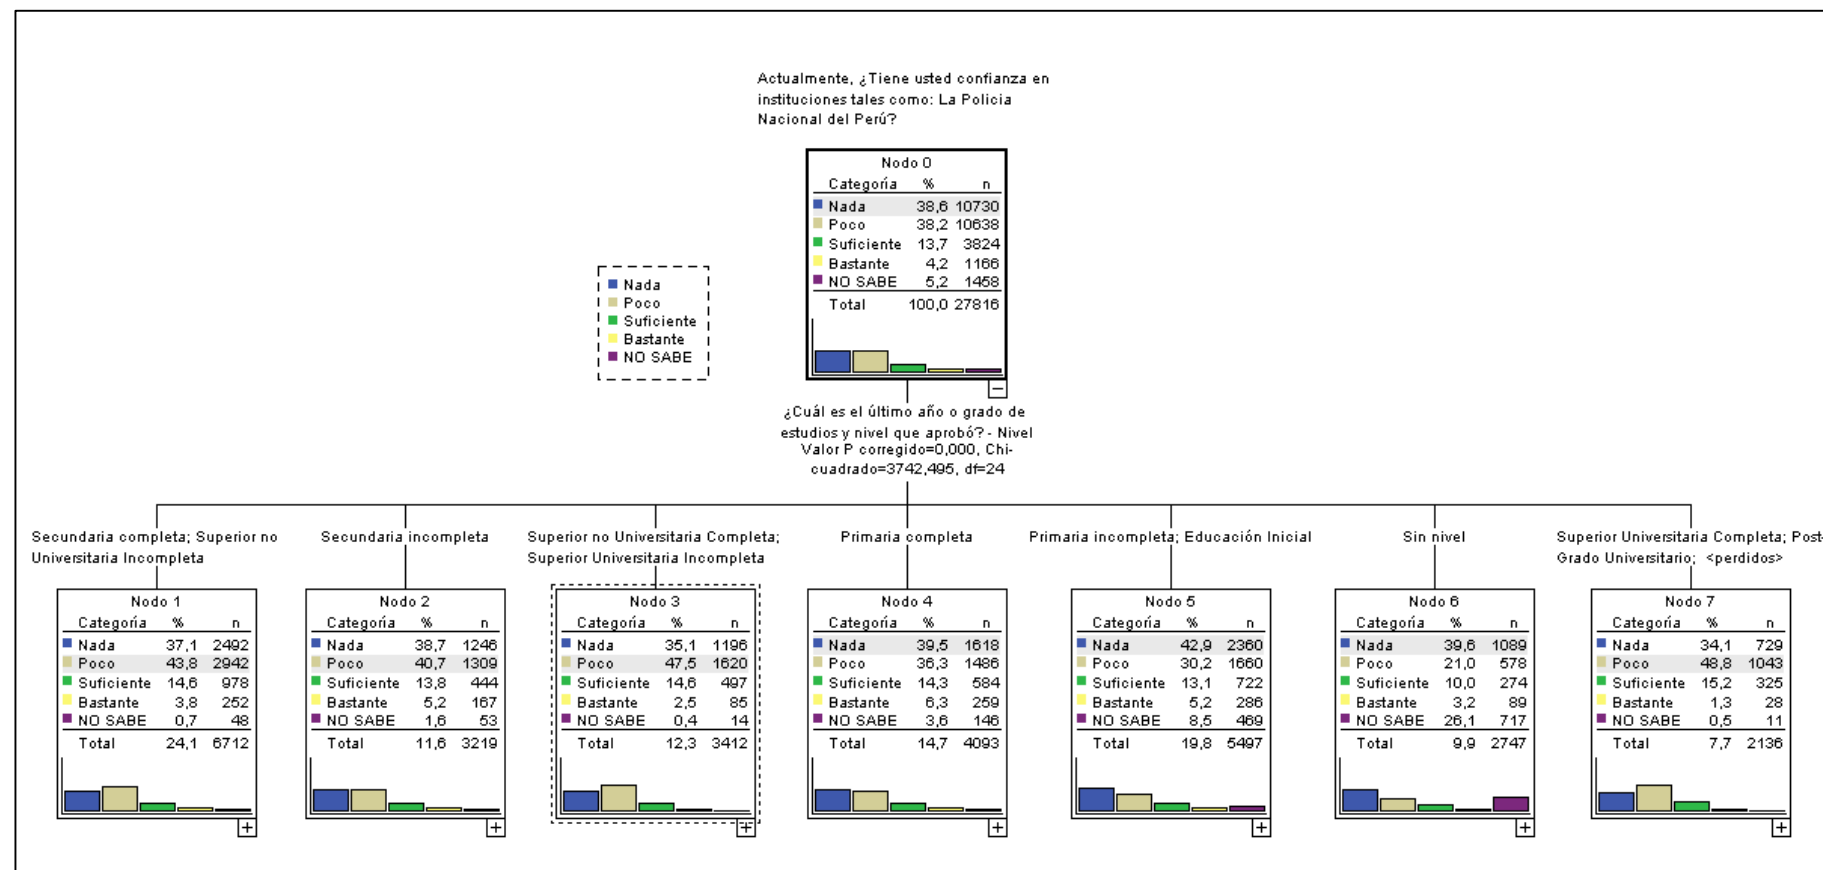 Actualmente, ¿Tiene usted confianza en
instituciones tales como: La Policia
Nacional del Perú?
Nodo 0
Categoría % n
Nada 38,6 10730
Poco 38,2 10638
Suficiente 13,7 3824
Bastante 4,2 1166
NO SABE 5,2 1458
Total 100,0 27816
Nada
Poco
Suficiente
Bastante
NO SABE
¿Cuál es el último año o grado de
estudios y nivel que aprobó? - Nivel
Valor P corregido=0,000, Chi-
cuadrado=3742,495, df=24
Secundaria completa; Superior no
Universitaria Incompleta
Nodo 1
Categoría % n
Nada 37,1 2492
Poco 43,8 2942
Suficiente 14,6 978
Bastante 3,8 252
NO SABE 0,7 48
Total 24,1 6712
Secundaria incompleta
Nodo 2
Categoría % n
Nada 38,7 1246
Poco 40,7 1309
Suficiente 13,8 444
Bastante 5,2 167
NO SABE 1,6 53
Total 11,6 3219
Superior no Universitaria Completa;
Superior Universitaria Incompleta
Nodo 3
Categoría % n
Nada 35,1 1196
Poco 47,5 1620
Suficiente 14,6 497
Bastante 2,5 85
NO SABE 0,4 14
Total 12,3 3412
Primaria completa
Nodo 4
Categoría % n
Nada 39,5 1618
Poco 36,3 1486
Suficiente 14,3 584
Bastante 6,3 259
NO SABE 3,6 146
Total 14,7 4093
Primaria incompleta; Educación Inicial
Nodo 5
Categoría % n
Nada 42,9 2360
Poco 30,2 1660
Suficiente 13,1 722
Bastante 5,2 286
NO SABE 8,5 469
Total 19,8 5497
Sin nivel
Nodo 6
Categoría % n
Nada 39,6 1089
Poco 21,0 578
Suficiente 10,0 274
Bastante 3,2 89
NO SABE 26,1 717
Total 9,9 2747
Superior Universitaria Completa; Post-
Grado Universitario; <perdidos>
Nodo 7
Categoría % n
Nada 34,1 729
Poco 48,8 1043
Suficiente 15,2 325
Bastante 1,3 28
NO SABE 0,5 11
Total 7,7 2136